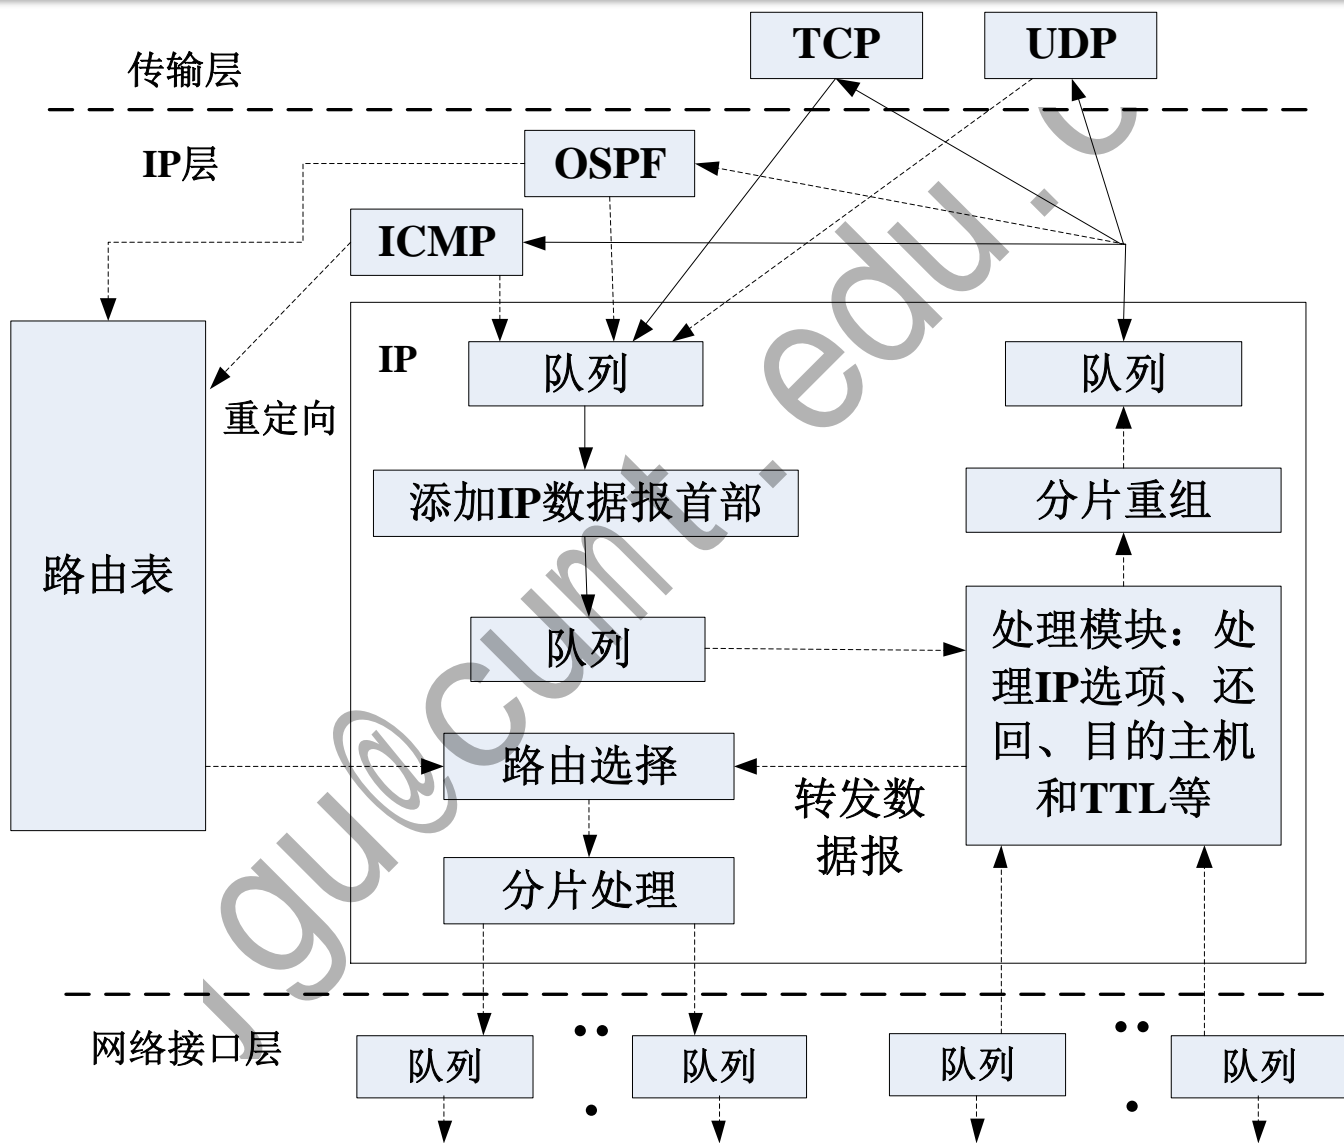 TCP
UDP
传输层
IP层
OSPF
ICMP
IP
队列
队列
重定向
添加IP数据报首部
分片重组
路由表
队列
处理模块：处
理IP选项、还
回、目的主机
和TTL等
路由选择
转发数
据报
分片处理
网络接口层
队列
队列
队列
队列
gu@cumt.edu.c